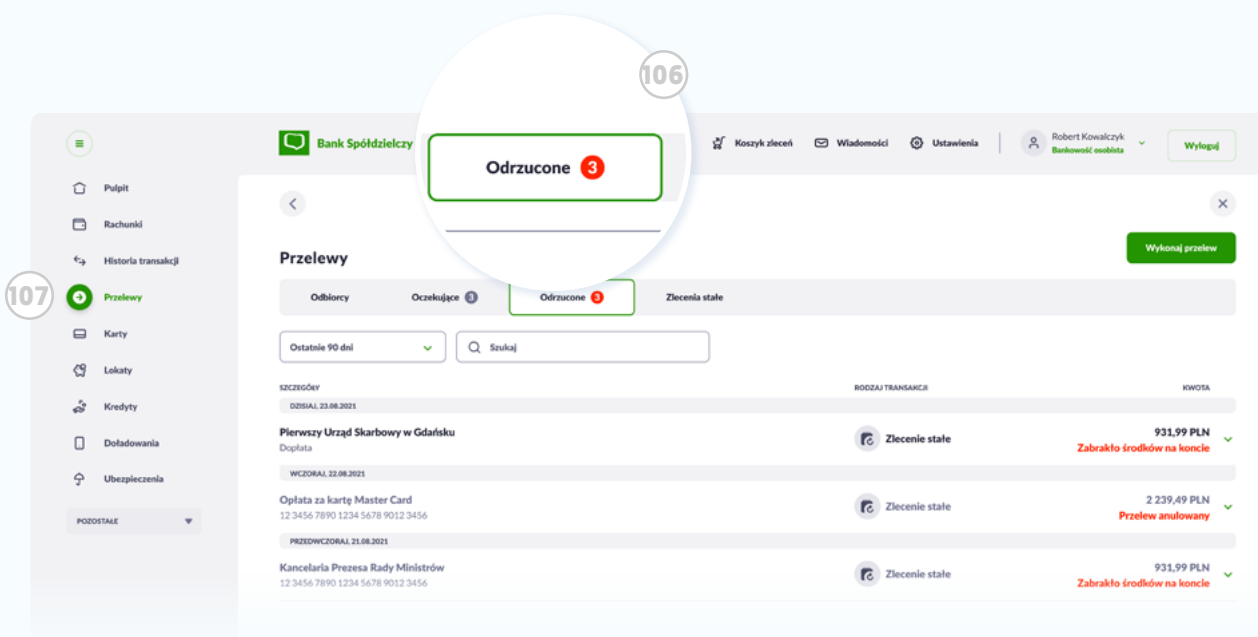 106
Bank Spółdzielczy
Odrzucone 3
Koszyk zleceń
Wiadomości
Ustawienia
Robert Kowalczyk
Bankowość osobista
Wyloguj
Pulpit
Rachunki
Historia transakcji
107
Przelewy
Karty
Lokaty
Kredyty
Doładowania
Ubezpieczenia
POZOSTAŁE
Przelewy
Wykonaj przelew
Odbiorcy
Oczekujące 3
Odrzucone 3
Zlecenia stałe
Ostatnie 90 dni
Szukaj
SZCZEGÓŁY
RODZAJ TRANSAKCJI
KWOTA
DZISIAJ, 23.08.2021
Pierwszy Urząd Skarbowy w Gdańsku
Dopłata
Zlecenie stałe
931,99 PLN
Zabrakło środków na koncie
WCZORAJ, 22.08.2021
Opłata za kartę Master Card
12 3456 7890 1234 5678 9012 3456
Zlecenie stałe
2 239,49 PLN
Przelew anulowany
PRZEDWCZORAJ, 21.08.2021
Kancelaria Prezesa Rady Ministrów
12 3456 7890 1234 5678 9012 3456
Zlecenie stałe
931,99 PLN
Zabrakło środków na koncie